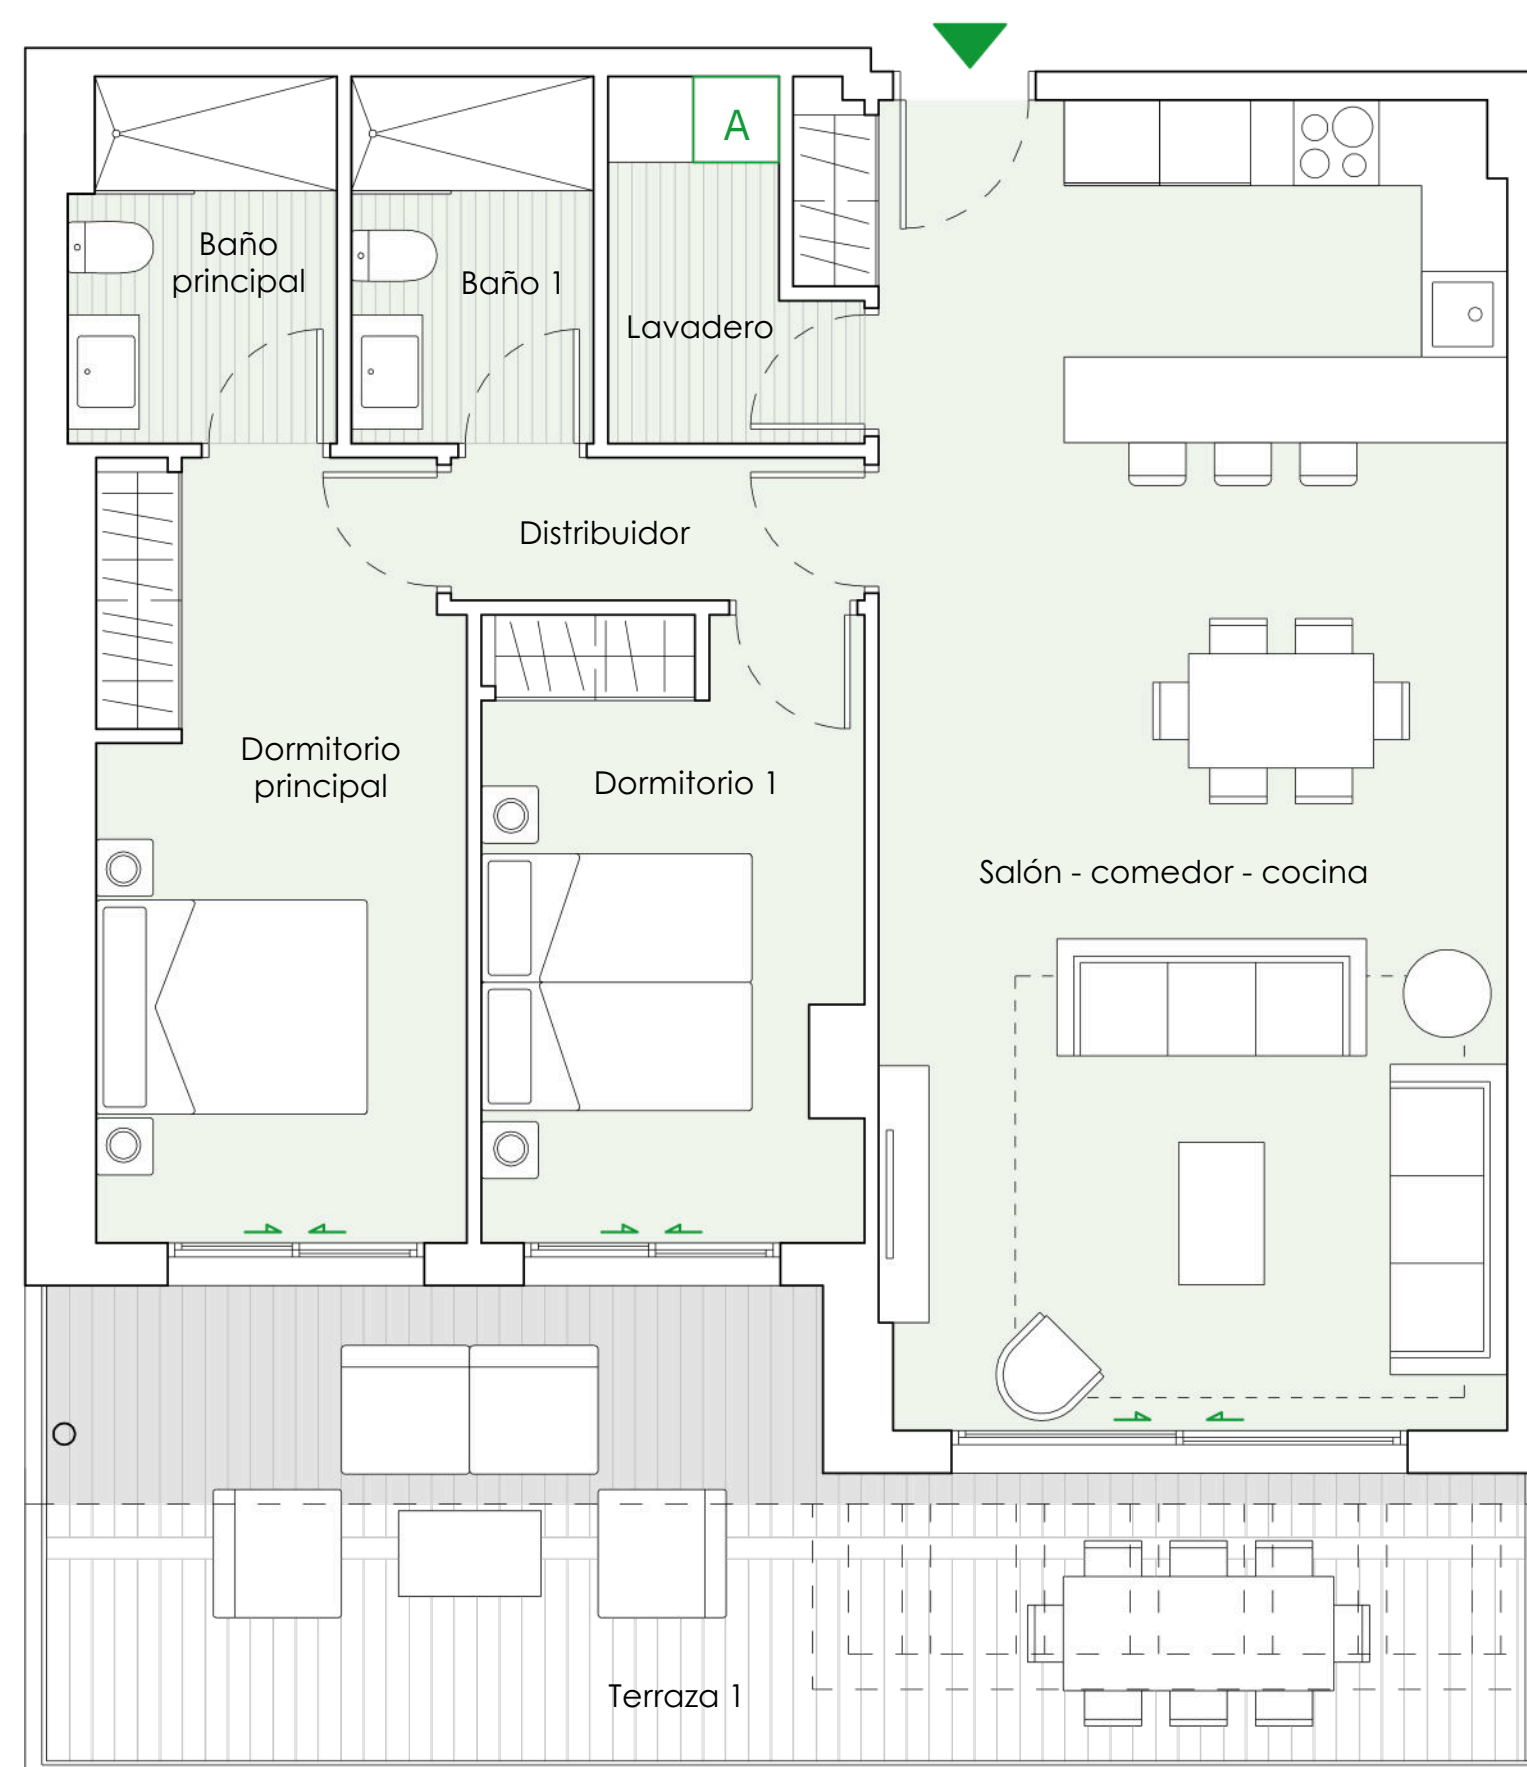 A
Baño
principal
Baño 1
Lavadero
Distribuidor
Dormitorio
principal
Dormitorio 1
Salón - comedor - cocina
Terraza 1